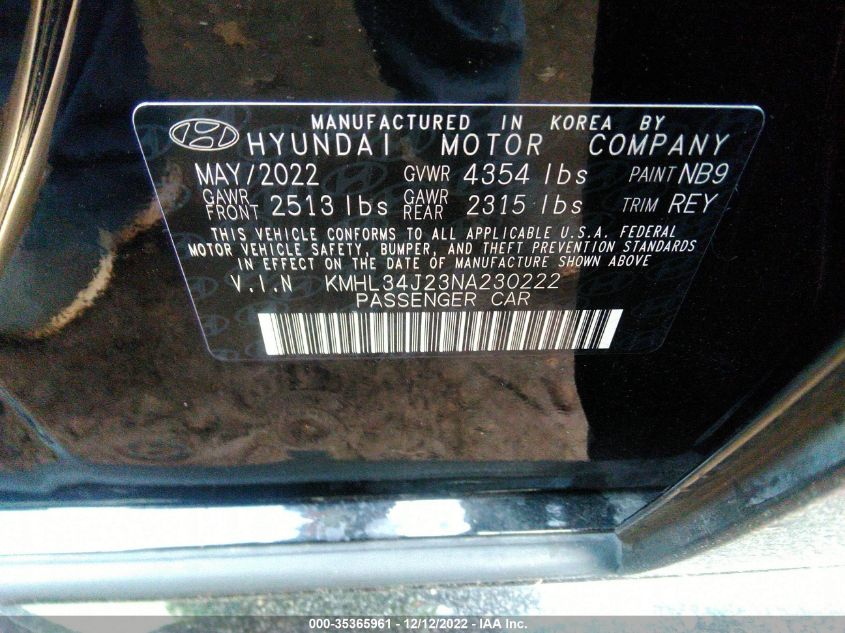 MANUFACTURED IN KOREA BY
HYUNDAI MOTOR COMPANY
MAY/2022 GVWR 4354 lbs PAINT NB9
GAWR FRONT 2513 lbs GAWR REAR 2315 lbs TRIM REY
THIS VEHICLE CONFORMS TO ALL APPLICABLE U.S.A. FEDERAL
MOTOR VEHICLE SAFETY, BUMPER, AND THEFT PREVENTION STANDARDS
IN EFFECT ON THE DATE OF MANUFACTURE SHOWN ABOVE
V.I.N KMHL34J23NA230222
PASSENGER CAR
000-35365961 - 12/12/2022 - IAA Inc.